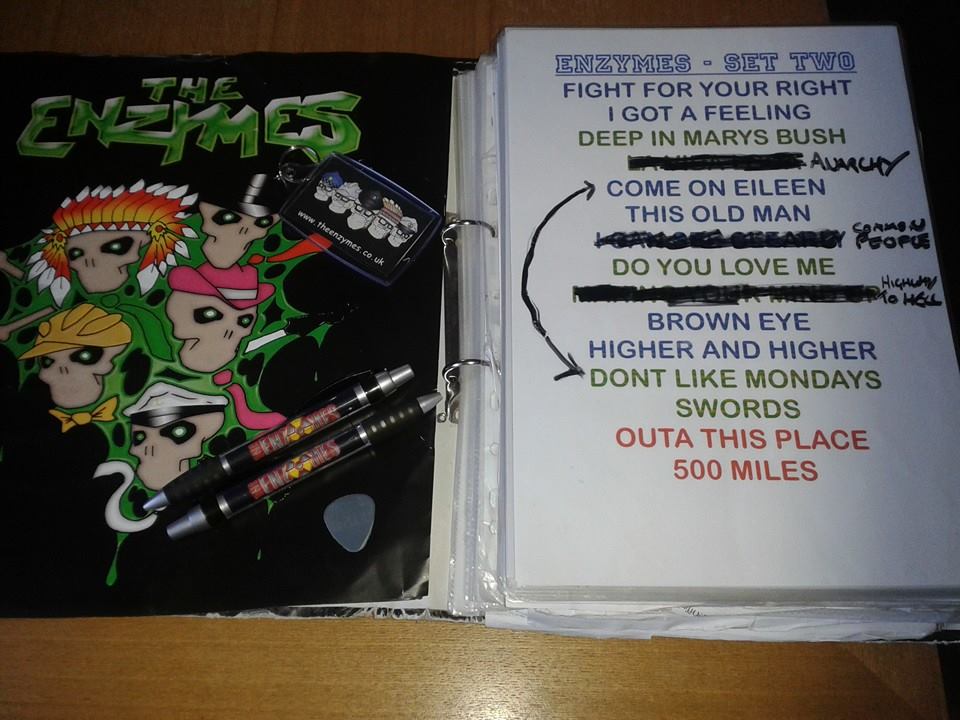 THE
ENZYMES
www.theenzymes.co.uk
THE ENZYMES
THE ENZYMES
ENZYMES - SET TWO
FIGHT FOR YOUR RIGHT
I GOT A FEELING
DEEP IN MARYS BUSH
ANARCHY
COME ON EILEEN
THIS OLD MAN
COMMON
PEOPLE
DO YOU LOVE ME
HIGHWAY
TO HELL
BROWN EYE
HIGHER AND HIGHER
DONT LIKE MONDAYS
SWORDS
OUTA THIS PLACE
500 MILES